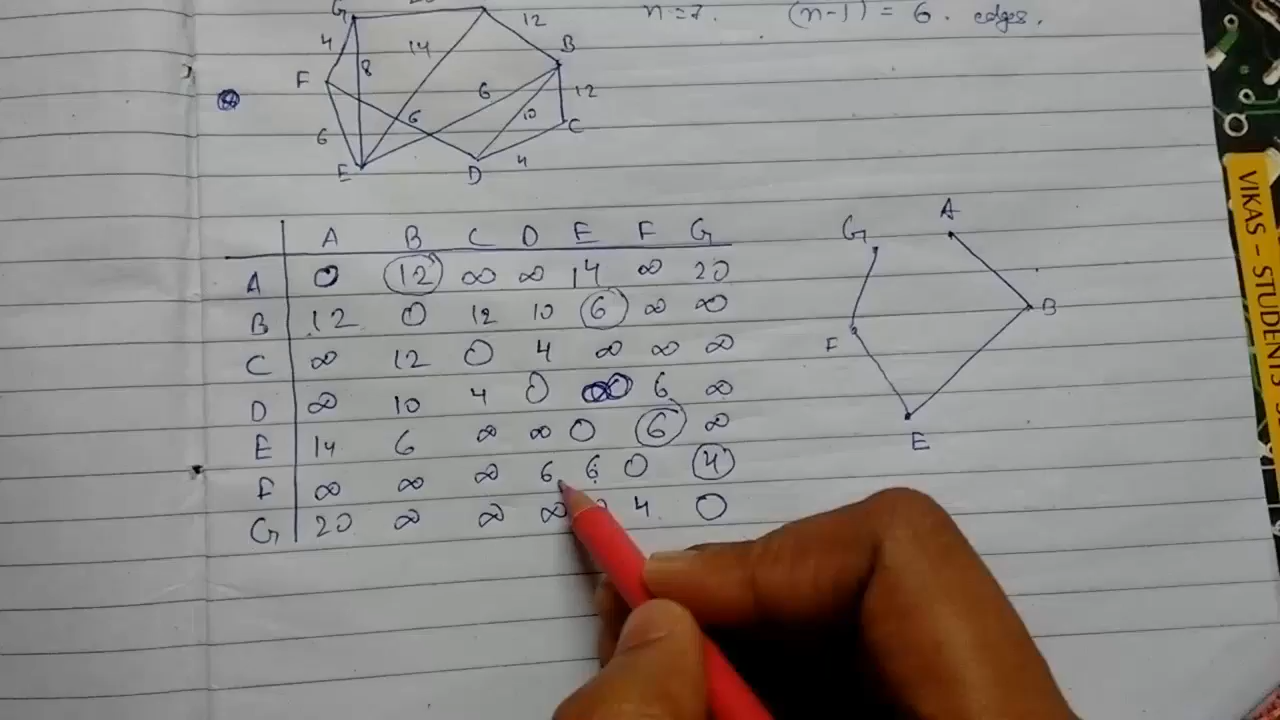 n=7. (n-1) = 6. edges.
G
12
4
14
B
8
F
6
12
6
10
C
6
4
E
D
A B C D E F G
A 0 12 ∞ ∞ 14 ∞ 20
B 12 0 12 10 6 ∞ ∞
C ∞ 12 0 4 ∞ ∞ ∞
D ∞ 10 4 0 ∞ 6 ∞
E 14 6 ∞ ∞ 0 6 ∞
F ∞ ∞ ∞ 6 6 0 4
G 20 ∞ ∞ ∞ 4 0
A
G
B
F
E
VIKAS - STUDENTS